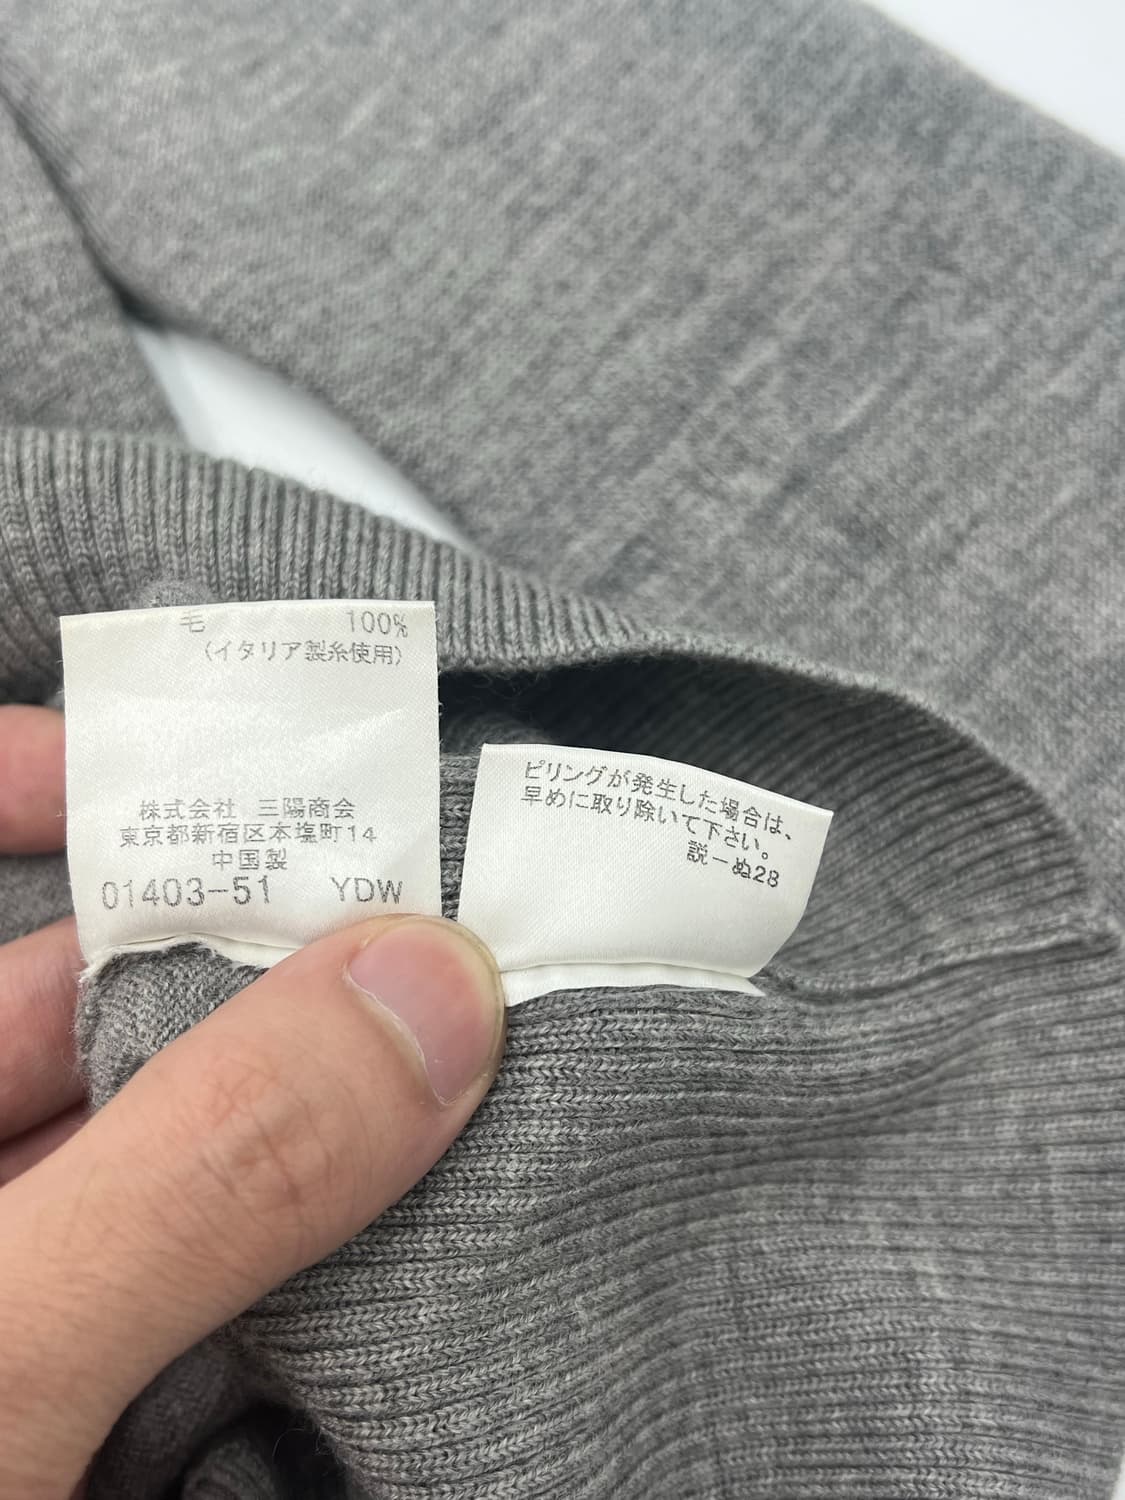 毛 100%
(イタリア製糸使用)
株式会社 三陽商会
東京都新宿区本塩町14
中国製
01403-51 YDW
ピリングが発生した場合は、
早めに取り除いて下さい。
説-ぬ28